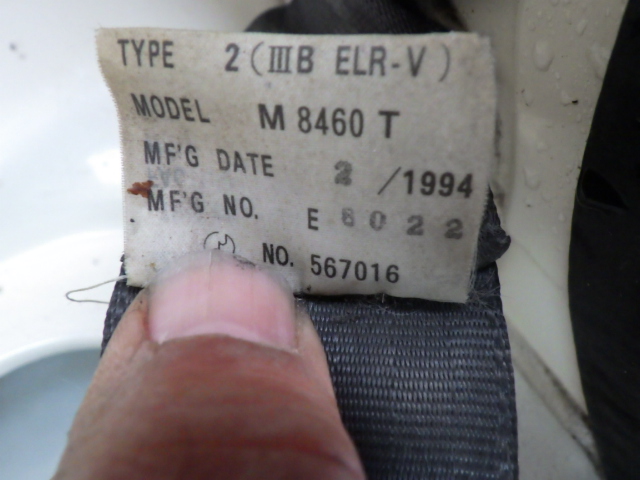 TYPE 2 (IIIB ELR-V)
MODEL M 8460 T
MF'G DATE 2 /1994
MF'G NO. E 6022
NO. 567016